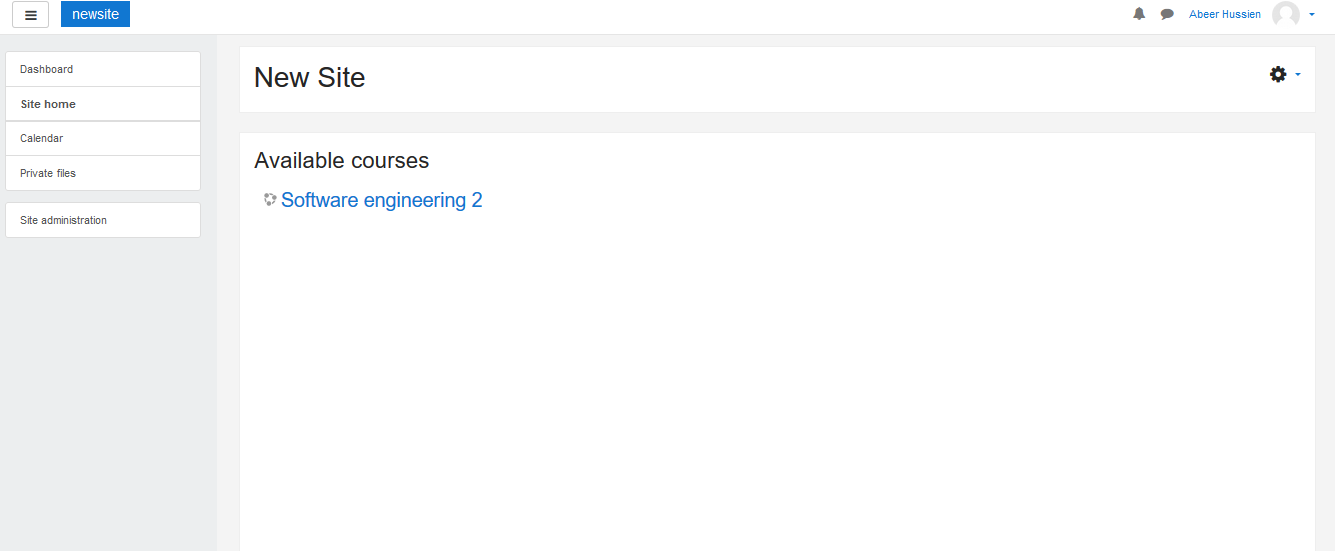 newsite
Abeer Hussien
Dashboard
Site home
Calendar
Private files
Site administration
New Site
Available courses
Software engineering 2